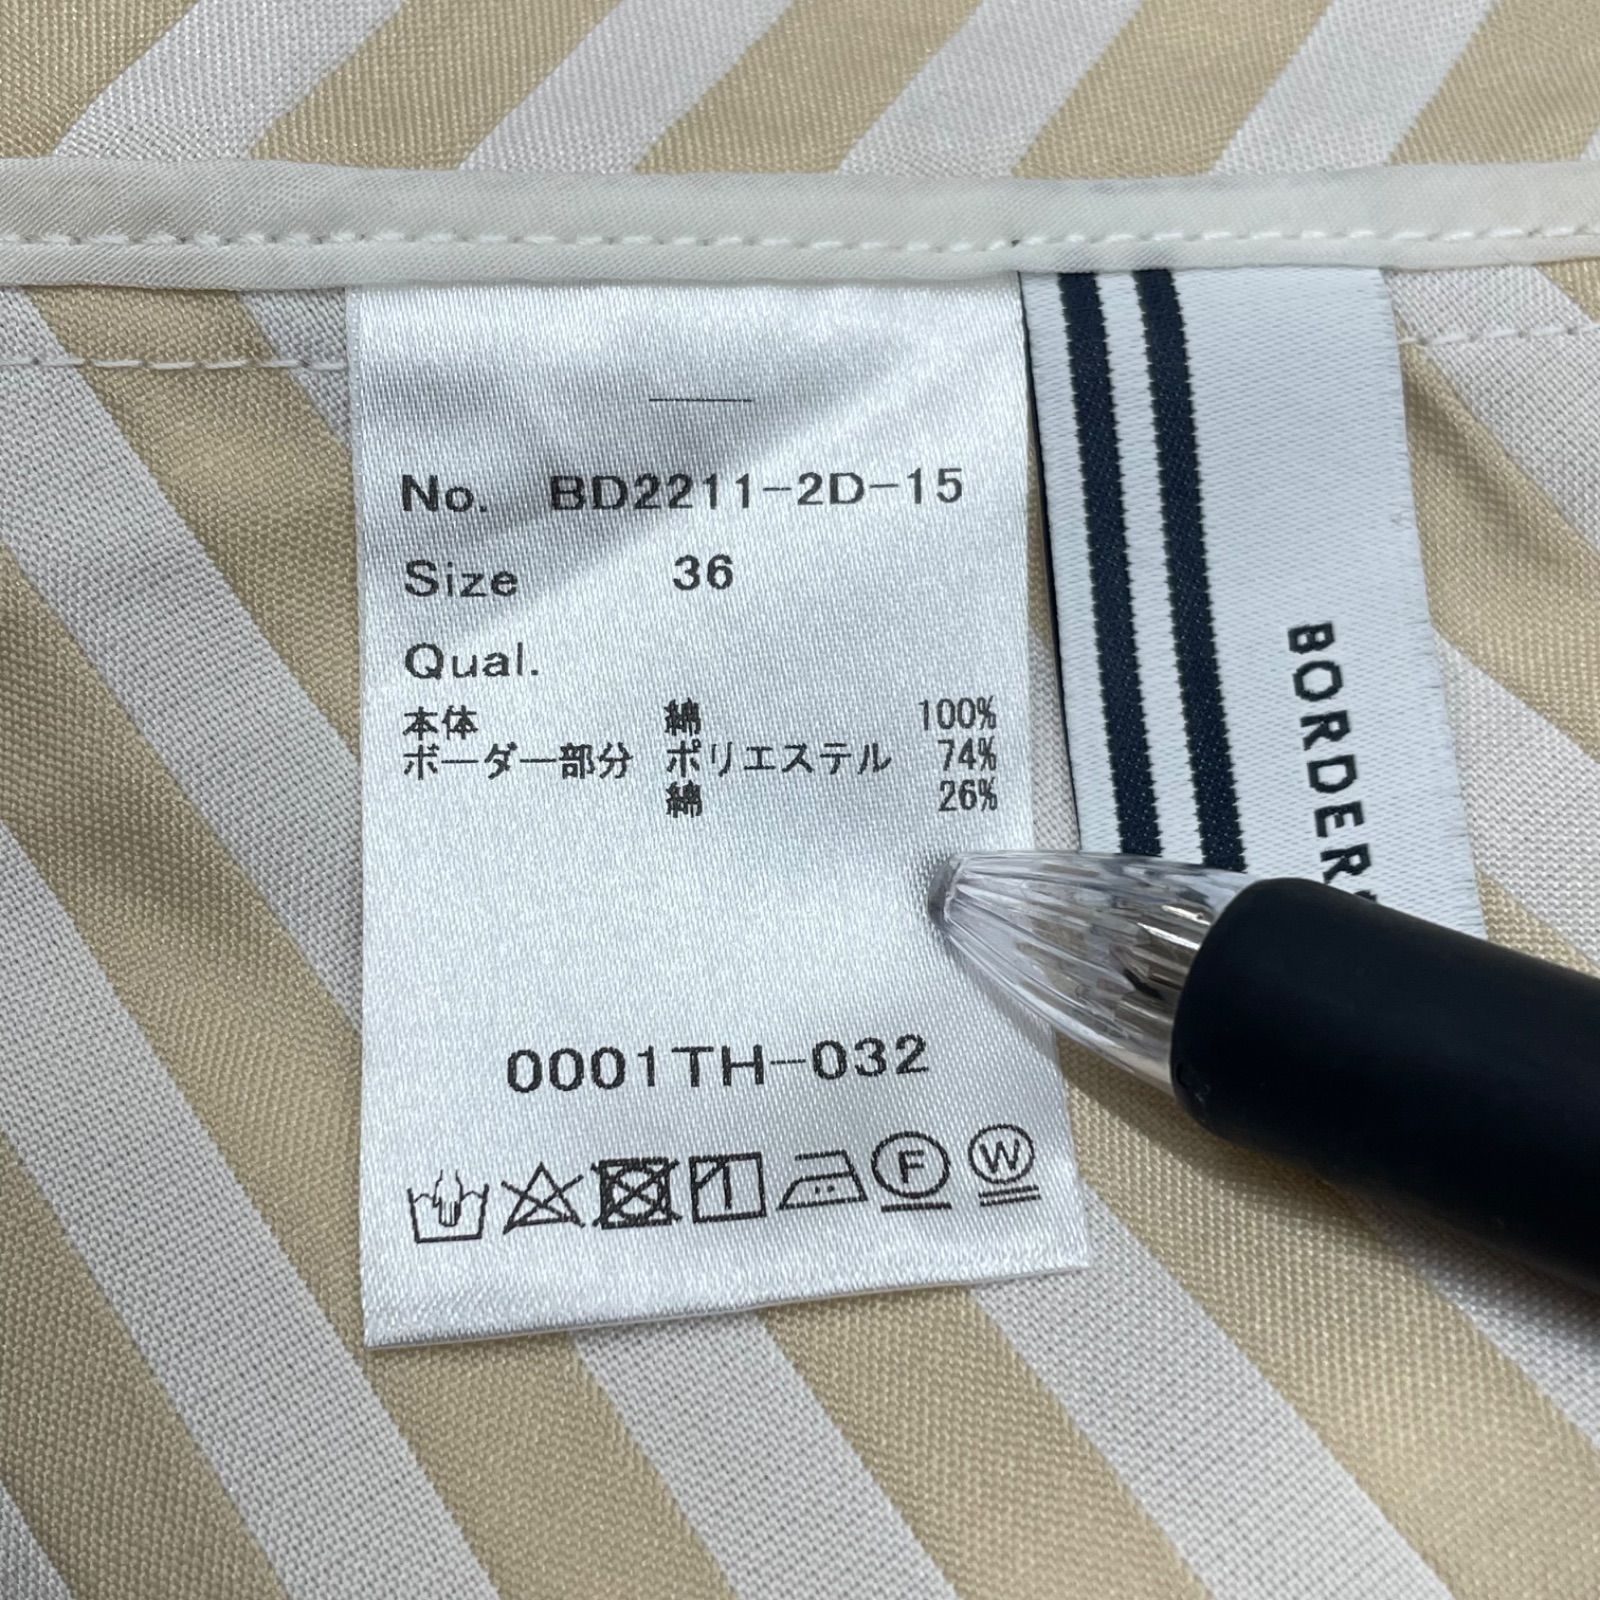 No. BD2211-2D-15
Size 36
Qual.
本体 綿 100%
ボーダー部分 ポリエステル 74%
綿 26%
0001TH-032
F
W
BORDER